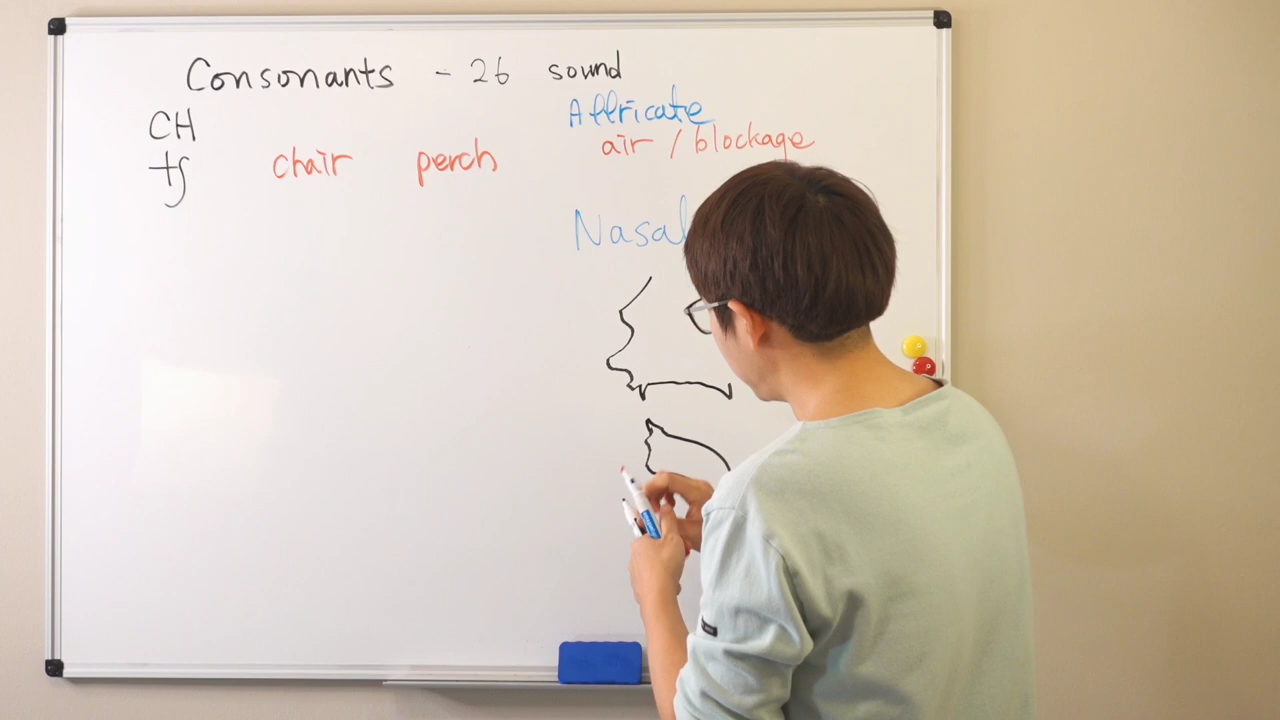 Consonants - 26 sound
CH
tʃ
chair perch
Affricate
air / blockage
Nasal